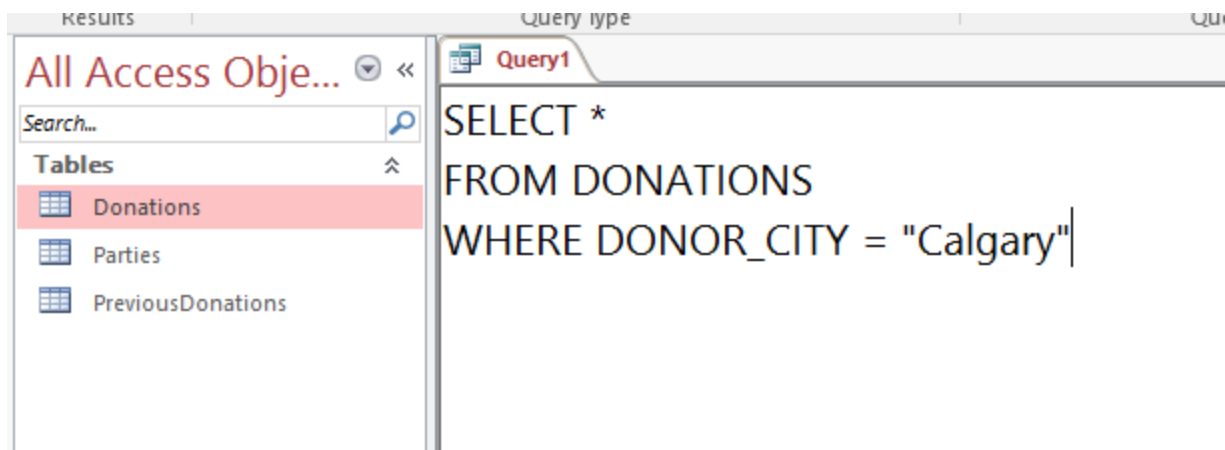 Results
Query Type
All Access Obje... «
Query1
Search...
Tables
Donations
Parties
PreviousDonations
SELECT *
FROM DONATIONS
WHERE DONOR_CITY = "Calgary"